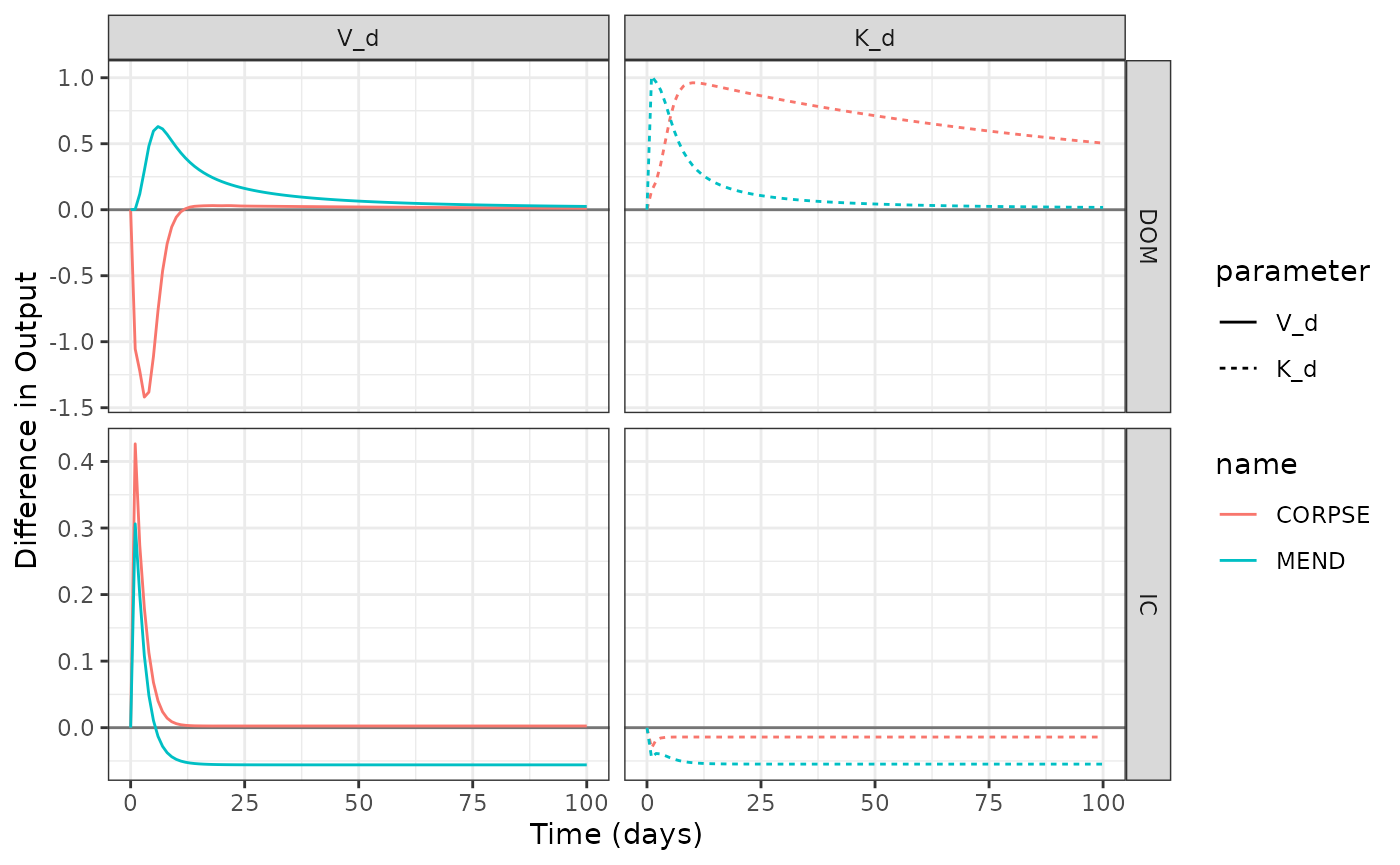 V_d
K_d
1.0
0.5
0.0
-0.5
-1.0
-1.5
DOM
0.4
0.3
0.2
0.1
0.0
IC
0 25 50 75 100
0 25 50 75 100
Time (days)
Difference in Output
parameter
V_d
K_d
name
CORPSE
MEND